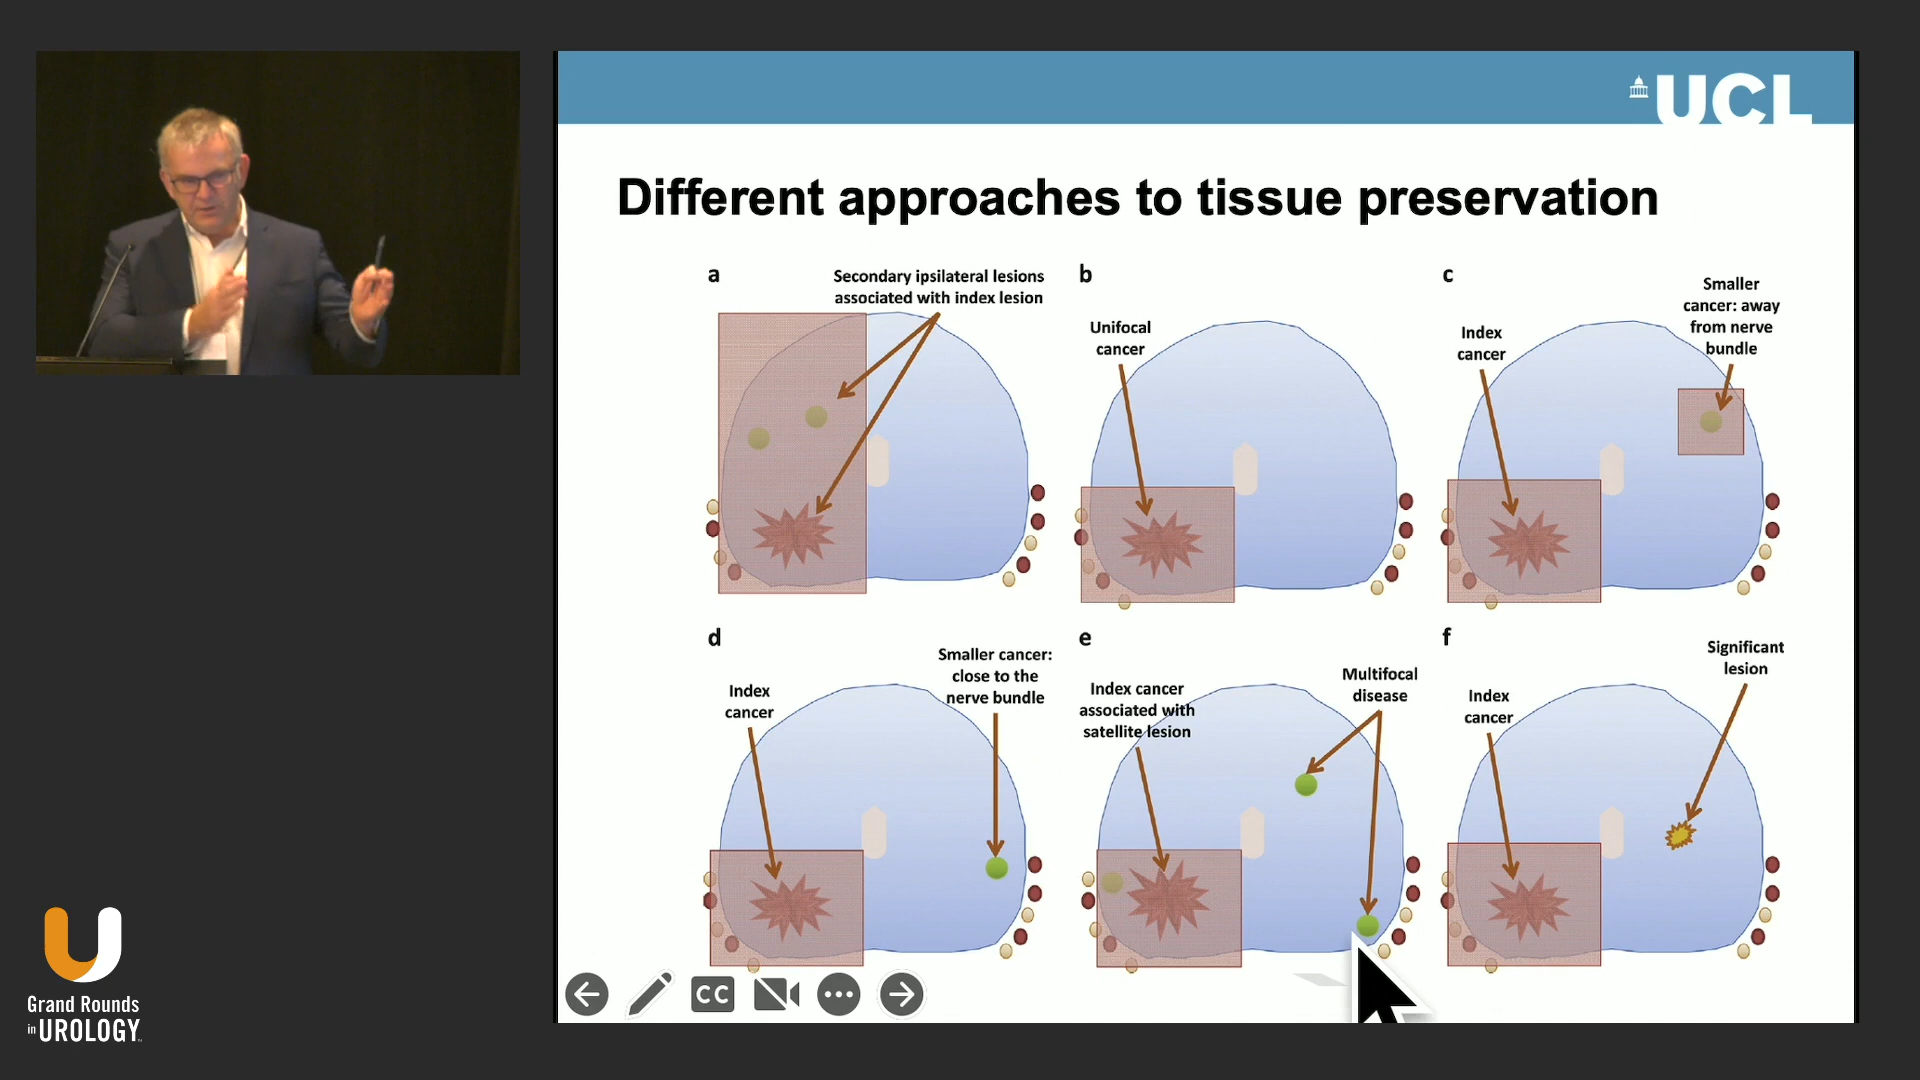 UCL
Different approaches to tissue preservation
a
Secondary ipsilateral lesions
associated with index lesion
b
Unifocal
cancer
c
Index
cancer
Smaller
cancer: away
from nerve
bundle
d
Index
cancer
Smaller cancer:
close to the
nerve bundle
e
Index cancer
associated with
satellite lesion
Multifocal
disease
f
Index
cancer
Significant
lesion
CC
Grand Rounds
in UROLOGY